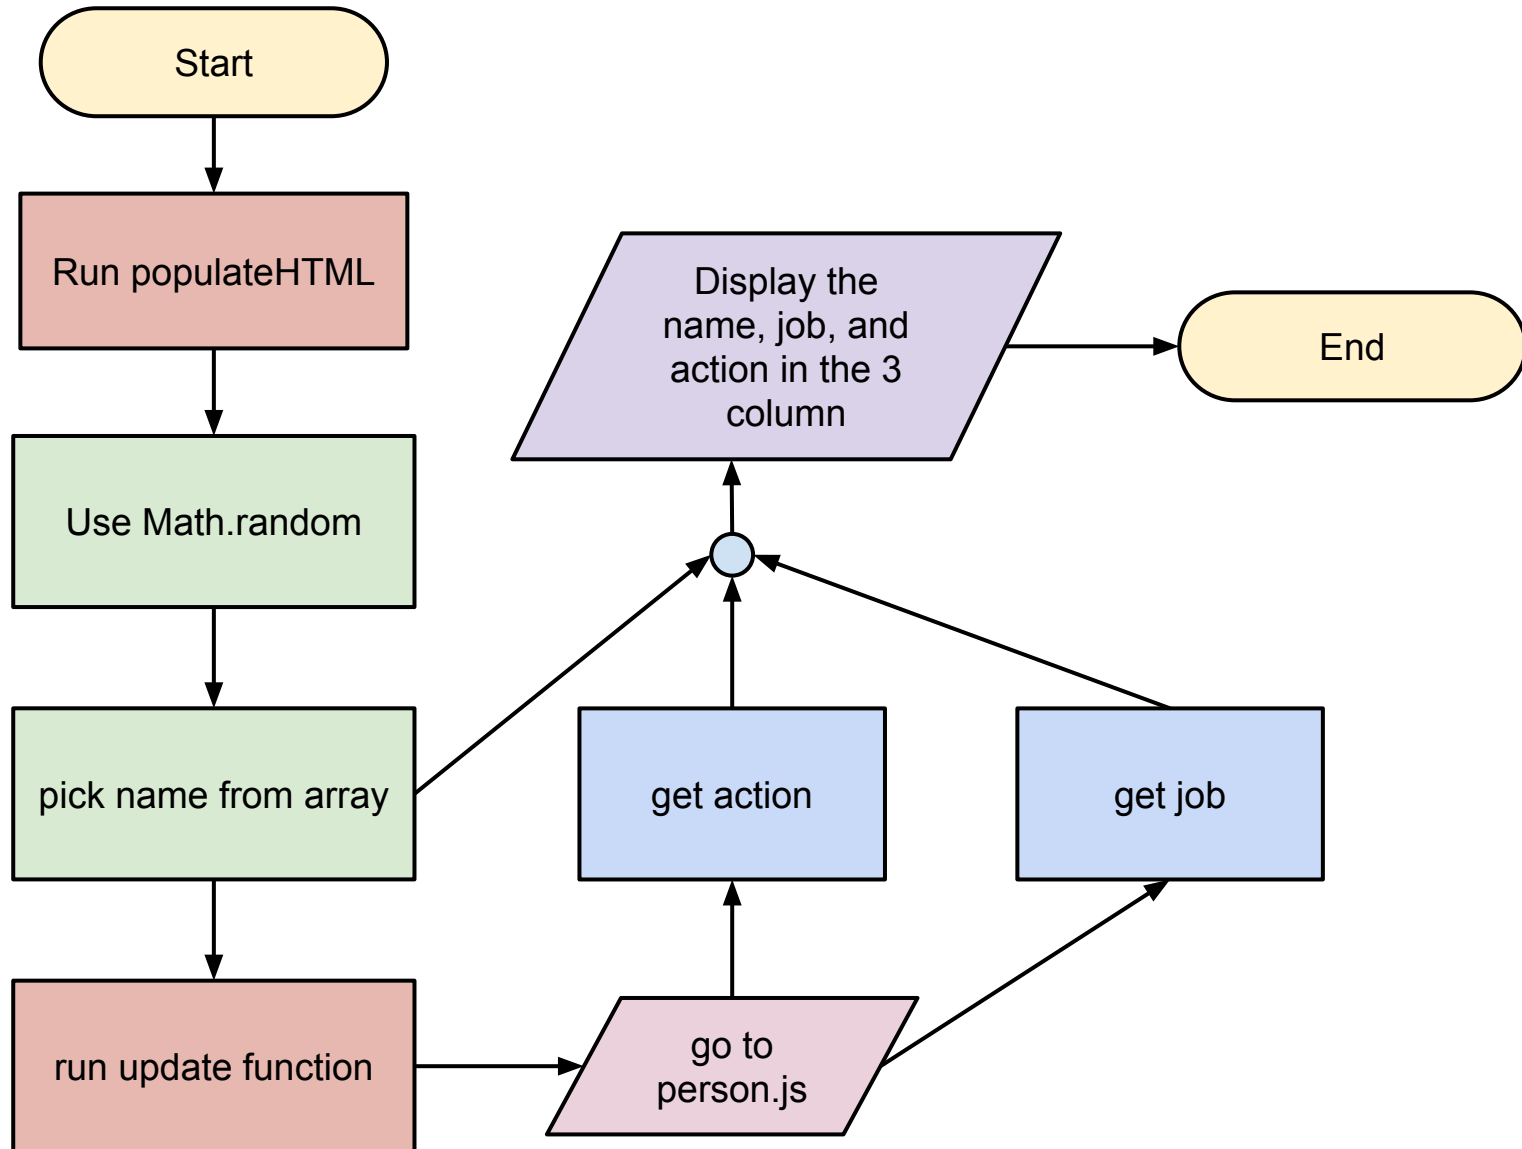 Start
Run populateHTML
Use Math.random
pick name from array
run update function
go to
person.js
get action
get job
Display the
name, job, and
action in the 3
column
End